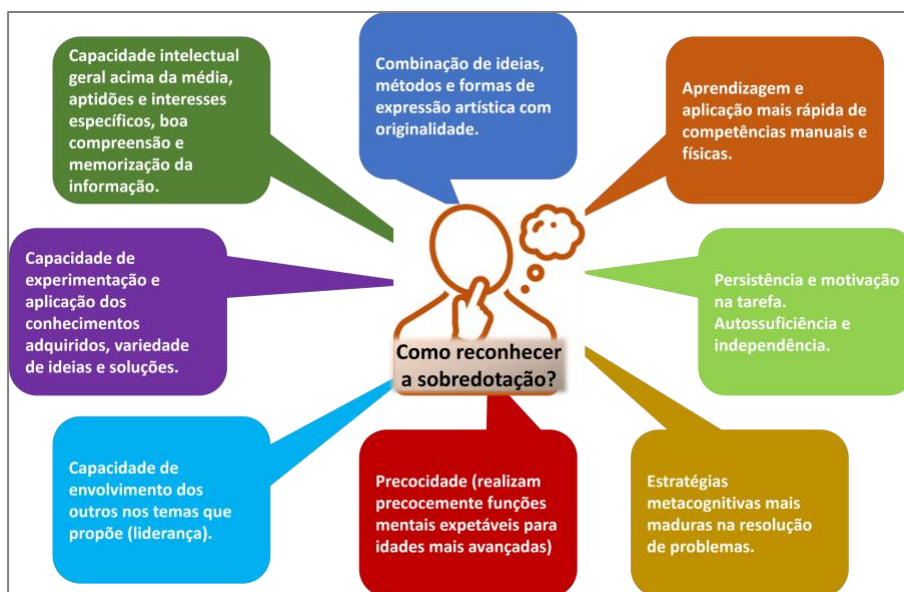 Capacidade intelectual
geral acima da média,
aptidões e interesses
específicos, boa
compreensão e
memorização da
informação.
Combinação de ideias,
métodos e formas de
expressão artística com
originalidade.
Aprendizagem e
aplicação mais rápida de
competências manuais e
físicas.
Capacidade de
experimentação e
aplicação dos
conhecimentos
adquiridos, variedade
de ideias e soluções.
Como reconhecer
a sobredotação?
Persistência e motivação
na tarefa.
Autossuficiência e
independência.
Capacidade de
envolvimento dos
outros nos temas que
propõe (liderança).
Precocidade (realizam
precocemente funções
mentais expetáveis para
idades mais avançadas)
Estratégias
metacognitivas mais
maduras na resolução
de problemas.